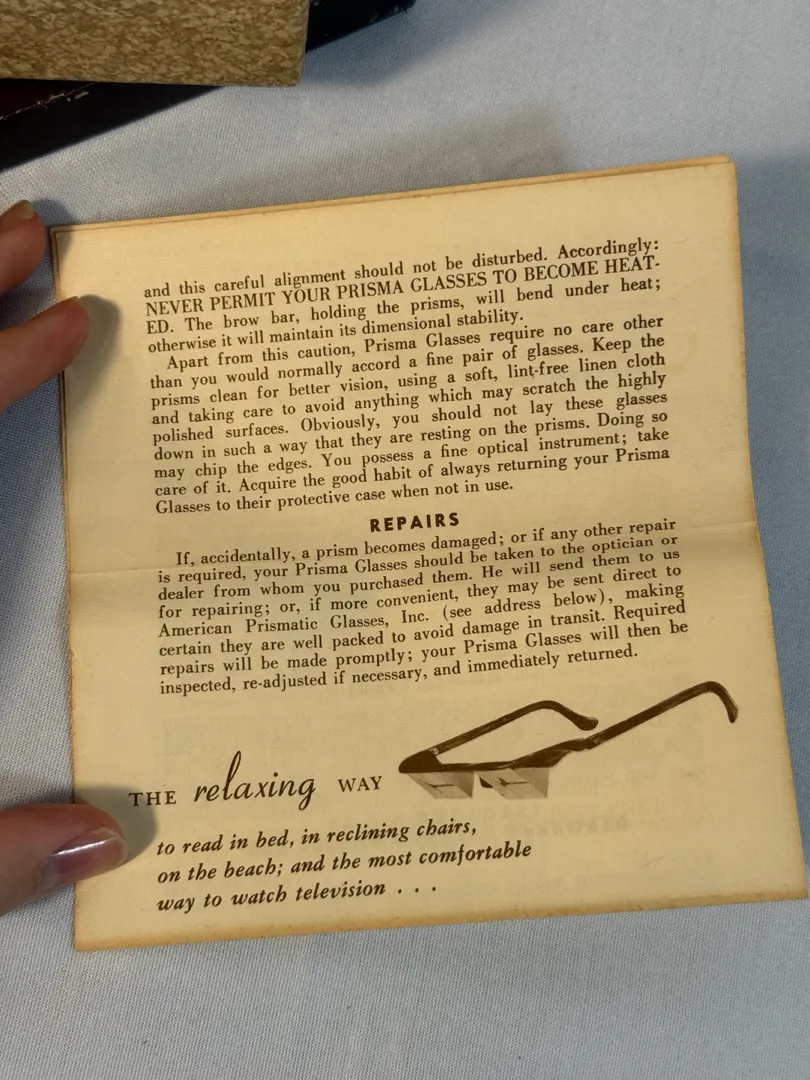 and this careful alignment should not be disturbed. Accordingly:
NEVER PERMIT YOUR PRISMA GLASSES TO BECOME HEAT-
ED. The brow bar, holding the prisms, will bend under heat;
otherwise it will maintain its dimensional stability.
Apart from this caution, Prisma Glasses require no care other
than you would normally accord a fine pair of glasses. Keep the
prisms clean for better vision, using a soft, lint-free linen cloth
and taking care to avoid anything which may scratch the highly
polished surfaces. Obviously, you should not lay these glasses
down in such a way that they are resting on the prisms. Doing so
may chip the edges. You possess a fine optical instrument; take
care of it. Acquire the good habit of always returning your Prisma
Glasses to their protective case when not in use.
REPAIRS
If, accidentally, a prism becomes damaged; or if any other repair
is required, your Prisma Glasses should be taken to the optician or
dealer from whom you purchased them. He will send them to us
for repairing; or, if more convenient, they may be sent direct to
American Prismatic Glasses, Inc. (see address below), making
certain they are well packed to avoid damage in transit. Required
repairs will be made promptly; your Prisma Glasses will then be
inspected, re-adjusted if necessary, and immediately returned.
THE relaxing WAY
to read in bed, in reclining chairs,
on the beach; and the most comfortable
way to watch television . . .